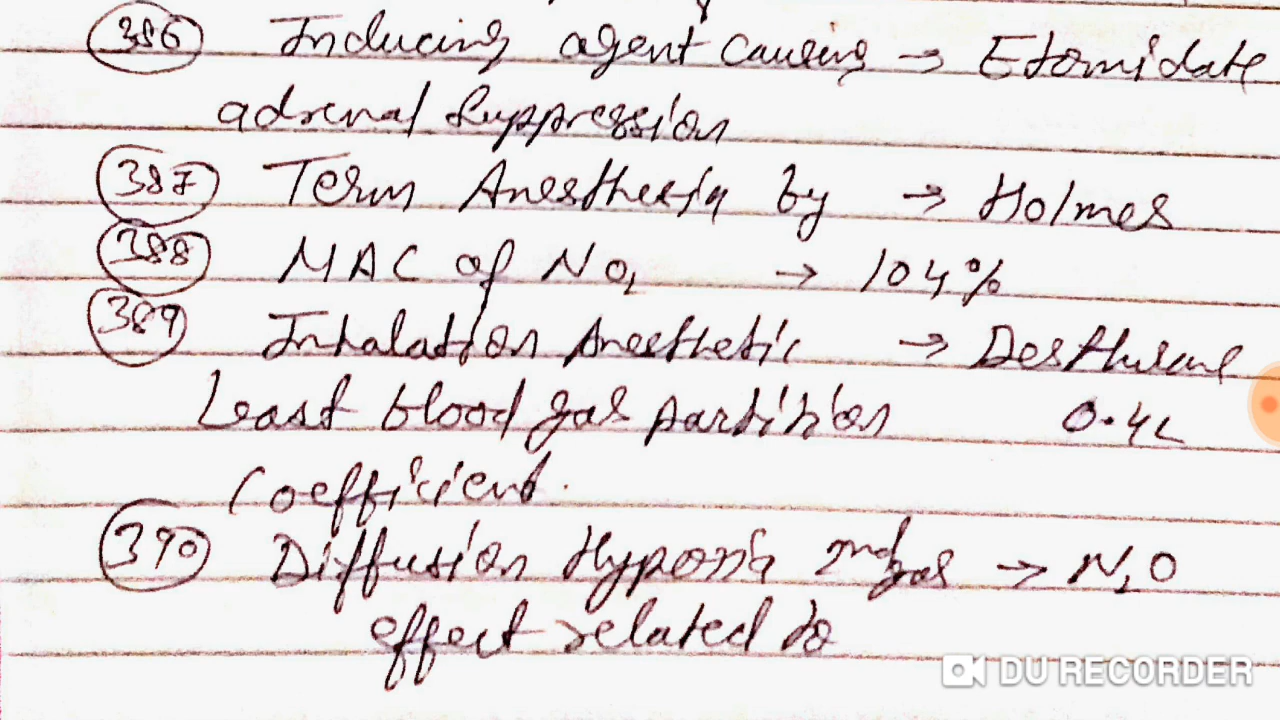 386 Inducing agent causing → Etomidate
adrenal suppression
387 Term Anesthesia by → Holmes
388 MAC of NO2 → 104%
389 Inhalation Anesthetic → Desflurane
Least blood gas partition 0.42
Coefficient.
390 Diffusion Hypoxia 2nd gas → N2O
effect related to
DU RECORDER